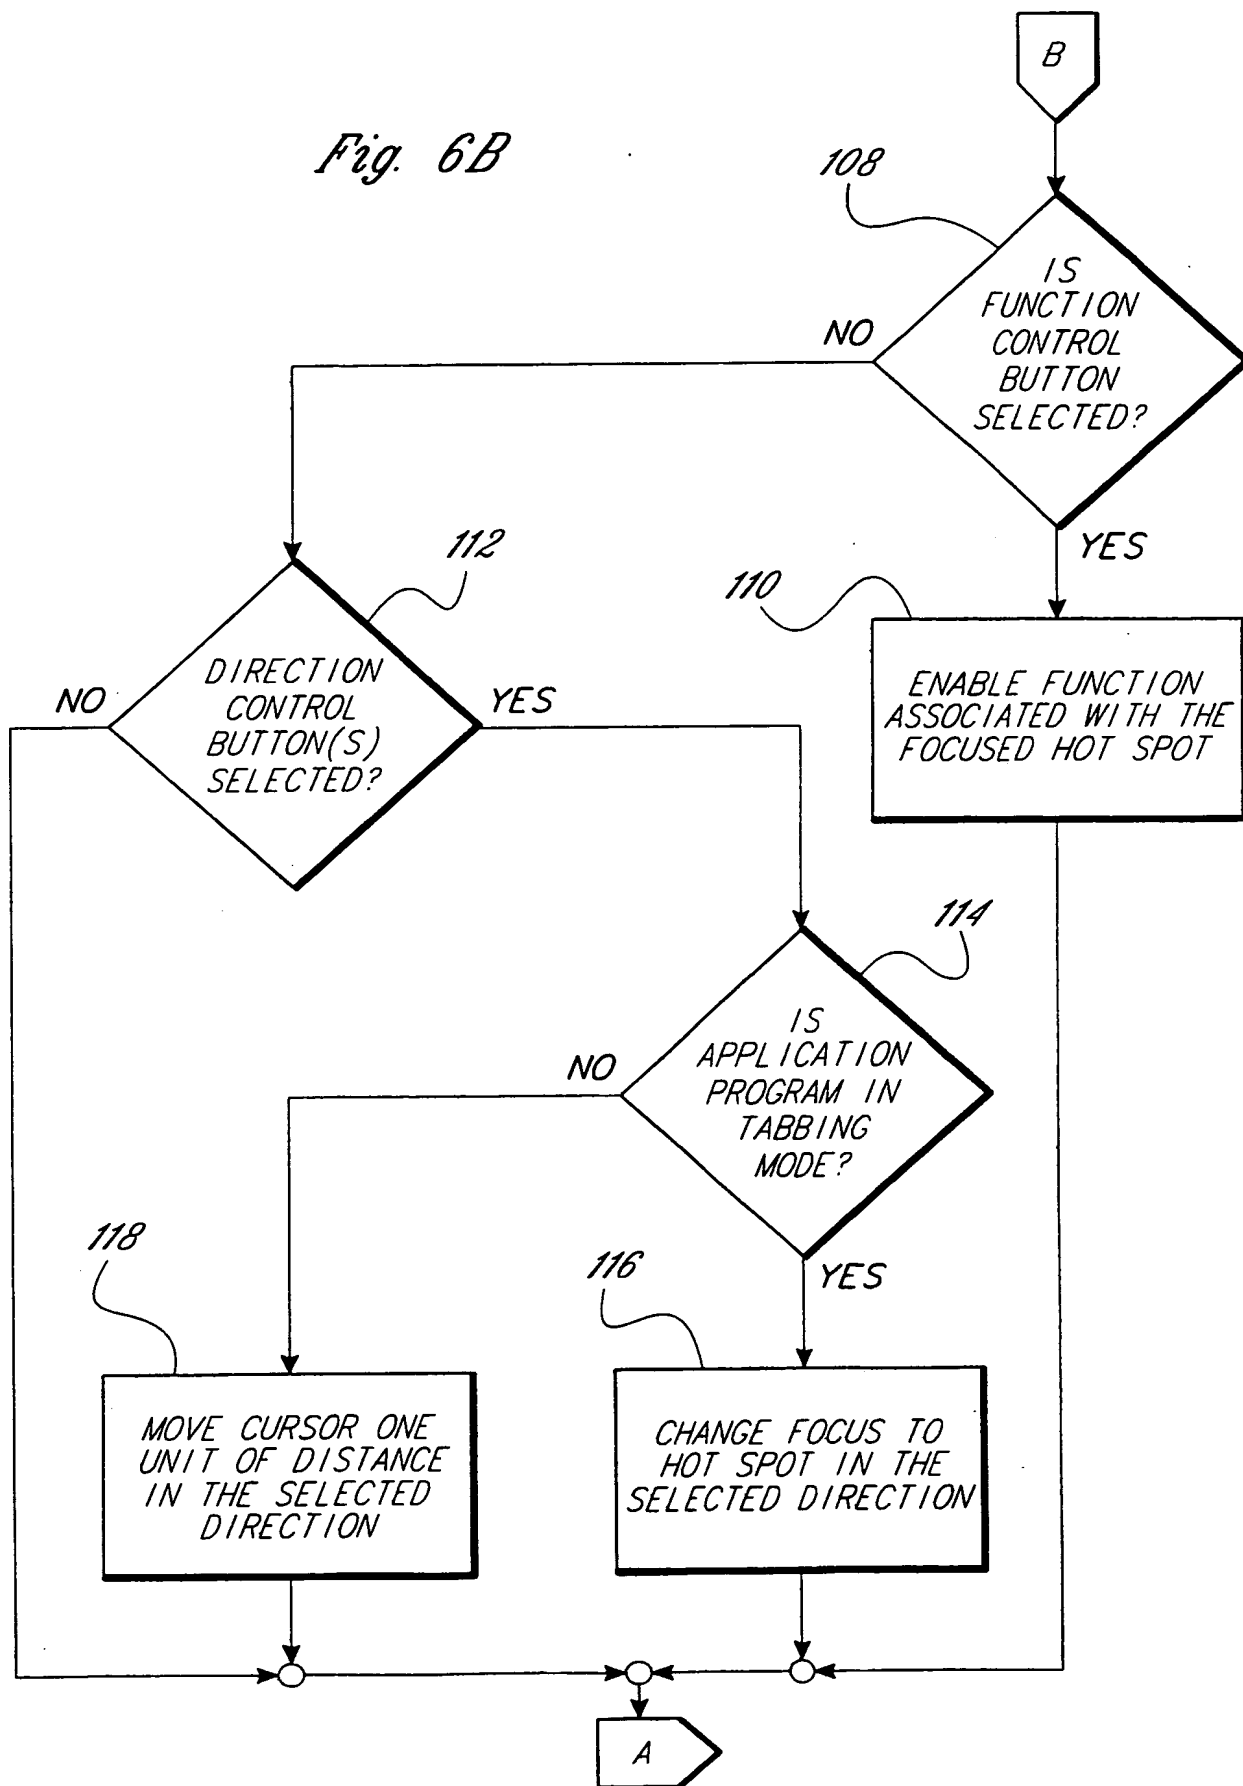 B
Fig. 6B
108
IS
FUNCTION
CONTROL
BUTTON
SELECTED?
NO
YES
112
110
DIRECTION
CONTROL
BUTTON(S)
SELECTED?
NO
YES
ENABLE FUNCTION
ASSOCIATED WITH THE
FOCUSED HOT SPOT
114
IS
APPLICATION
PROGRAM IN
TABBING
MODE?
NO
YES
118
116
MOVE CURSOR ONE
UNIT OF DISTANCE
IN THE SELECTED
DIRECTION
CHANGE FOCUS TO
HOT SPOT IN THE
SELECTED DIRECTION
A